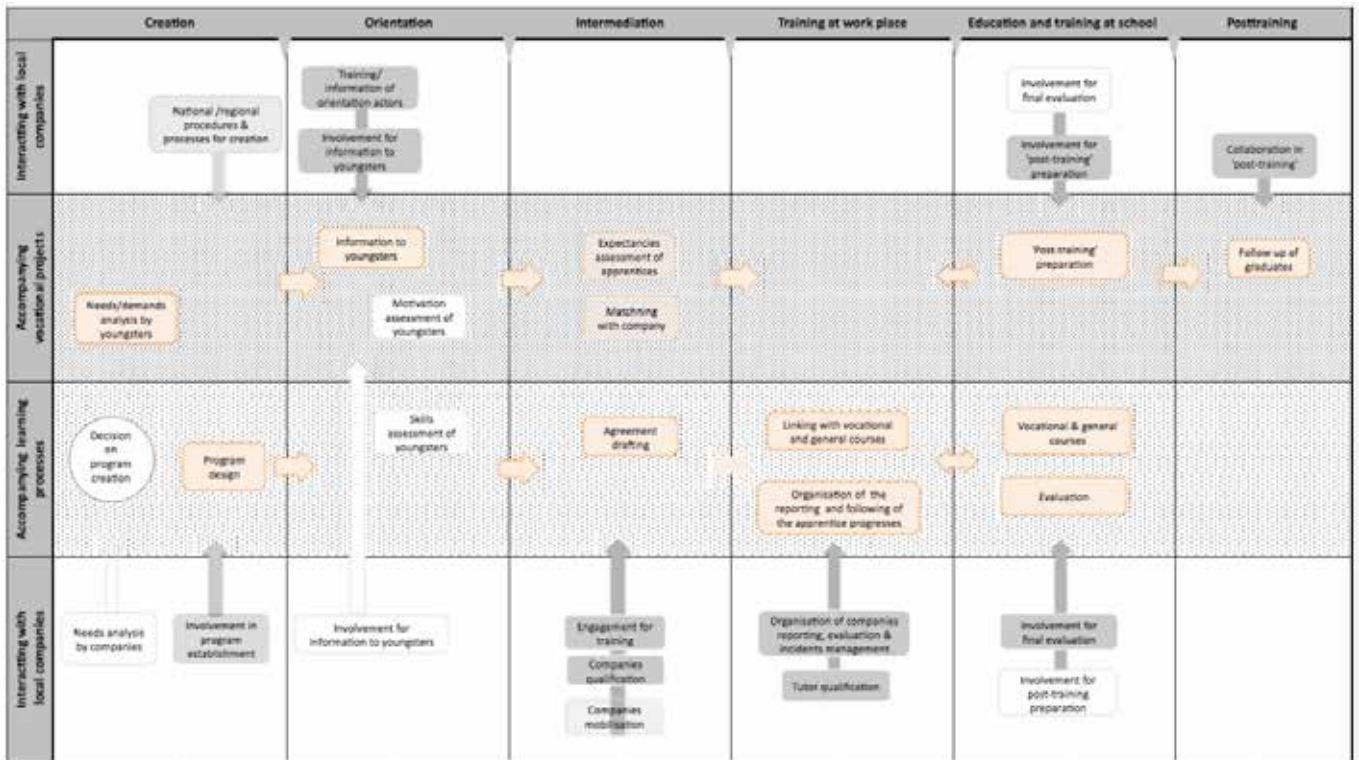 Creation
Orientation
Intermediation
Training at work place
Education and training at school
Posttraining
Interactting with local
companies
National /regional
procedures &
processes for creation
Training/
information of
orientation actors
Involvement for
information to
youngsters
Involvement for
final evaluation
Involvement for
'post-training'
preparation
Collaboration in
'post-training'
Accompanying
vocational projects
Needs/demands
analysis by
youngsters
Information to
youngsters
Motivation
assessment of
youngsters
Expectancies
assessment of
apprentices
Matchning
with company
'Post training'
preparation
Follow up of
graduates
Accompanying learning
processes
Decision
on
program
creation
Program
design
Skills
assessment of
youngsters
Agreement
drafting
Linking with vocational
and general courses
Organisation of the
reporting and following of
the apprentice progresses
Vocational & general
courses
Evaluation
Interactting with
local companies
Needs analysis
by companies
Involvement in
program
establishment
Involvement for
information to youngsters
Engagement for
training
Companies
qualification
Companies
mobilisation
Organisation of companies
reporting, evaluation &
incidents management
Tutor qualification
Involvement for
final evaluation
Involvement for
post-training
preparation